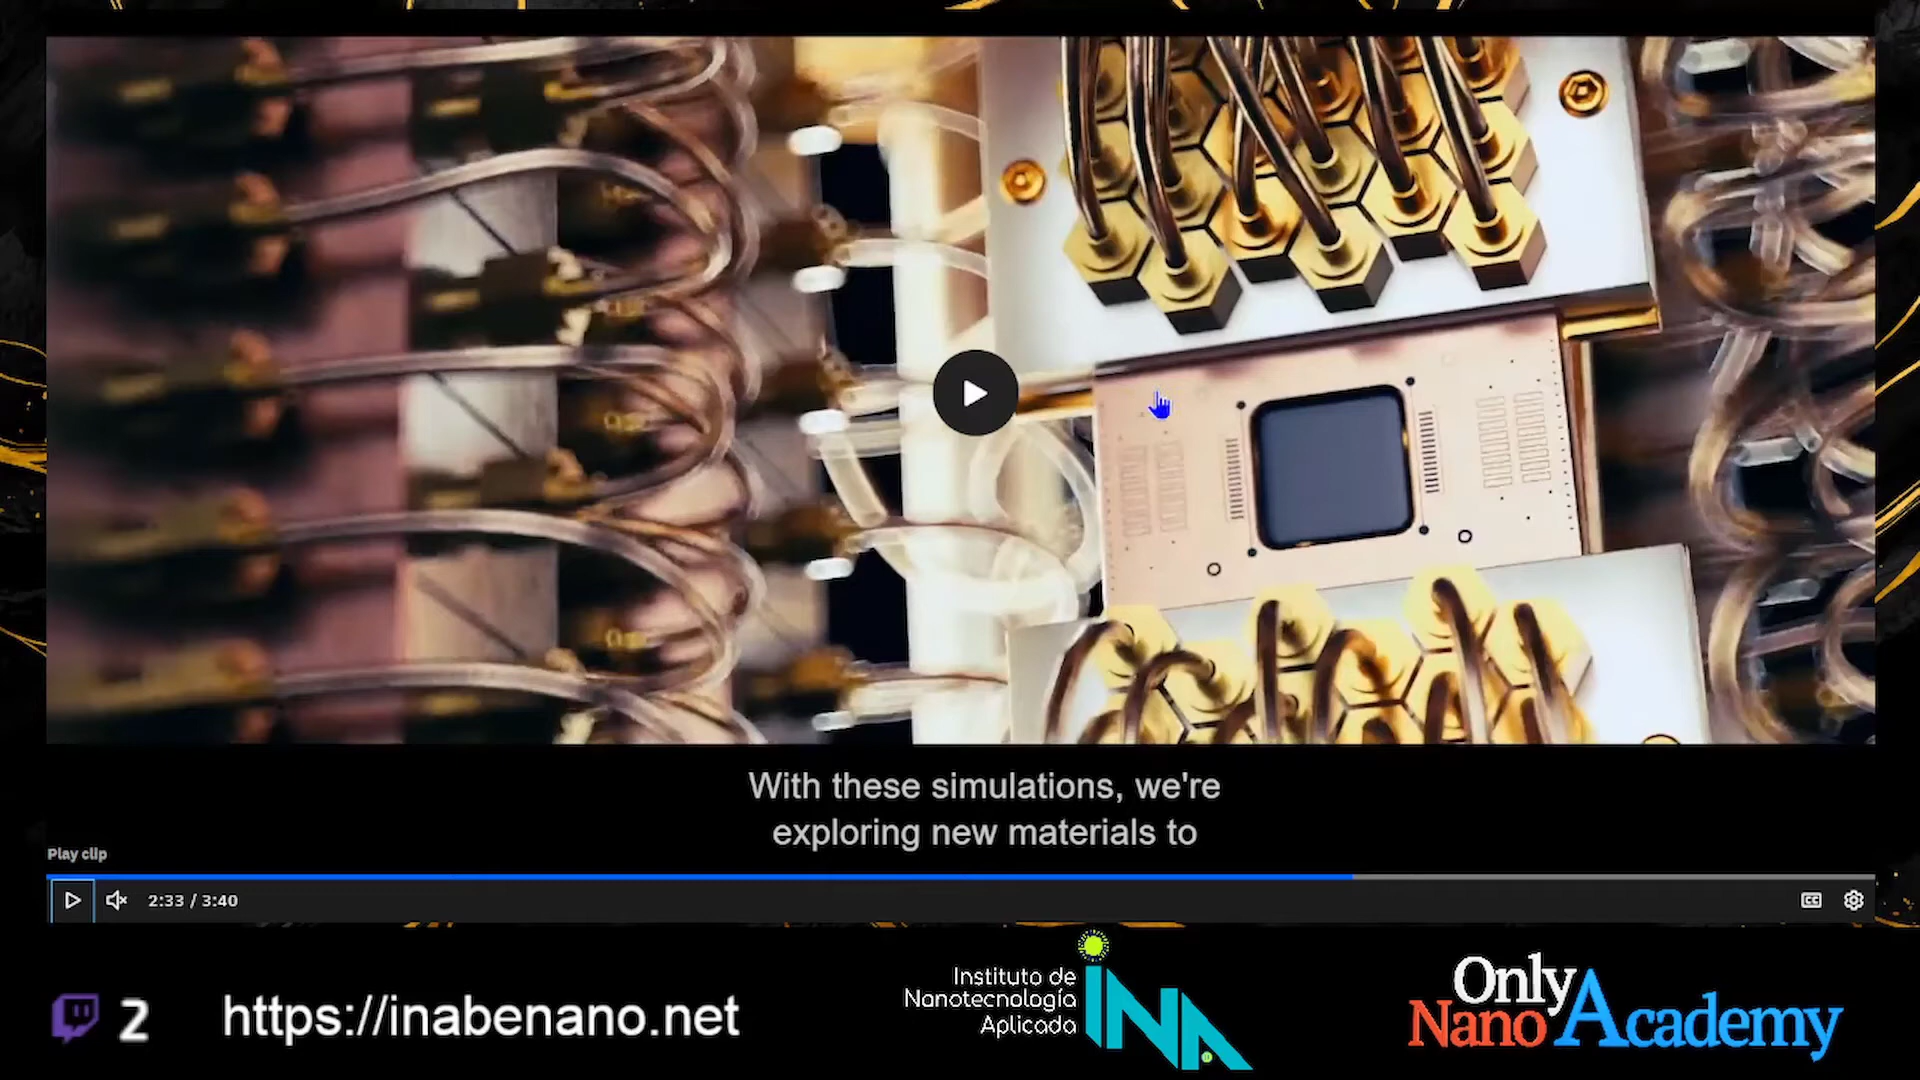 With these simulations, we're
exploring new materials to
Play clip
2:33 / 3:40
CC
2
https://inabenano.net
Instituto de
Nanotecnología
Aplicada
iNA
Only
Nano Academy